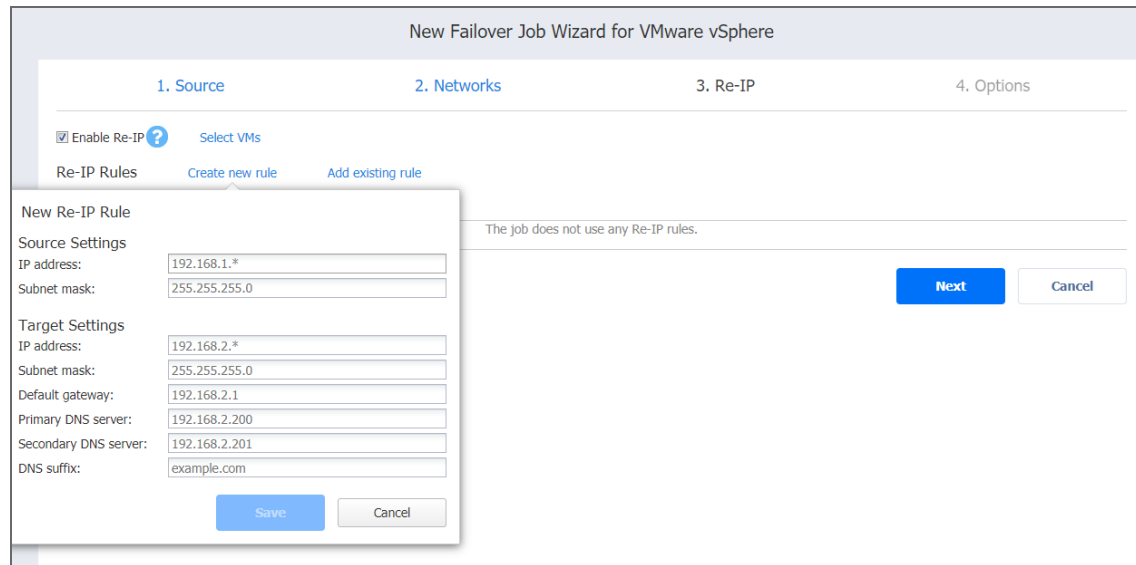 New Failover Job Wizard for VMware vSphere
1. Source 2. Networks 3. Re-IP 4. Options
Enable Re-IP ? Select VMs
Re-IP Rules Create new rule Add existing rule
The job does not use any Re-IP rules.
Next Cancel
New Re-IP Rule
Source Settings
IP address: 192.168.1.*
Subnet mask: 255.255.255.0
Target Settings
IP address: 192.168.2.*
Subnet mask: 255.255.255.0
Default gateway: 192.168.2.1
Primary DNS server: 192.168.2.200
Secondary DNS server: 192.168.2.201
DNS suffix: example.com
Save Cancel